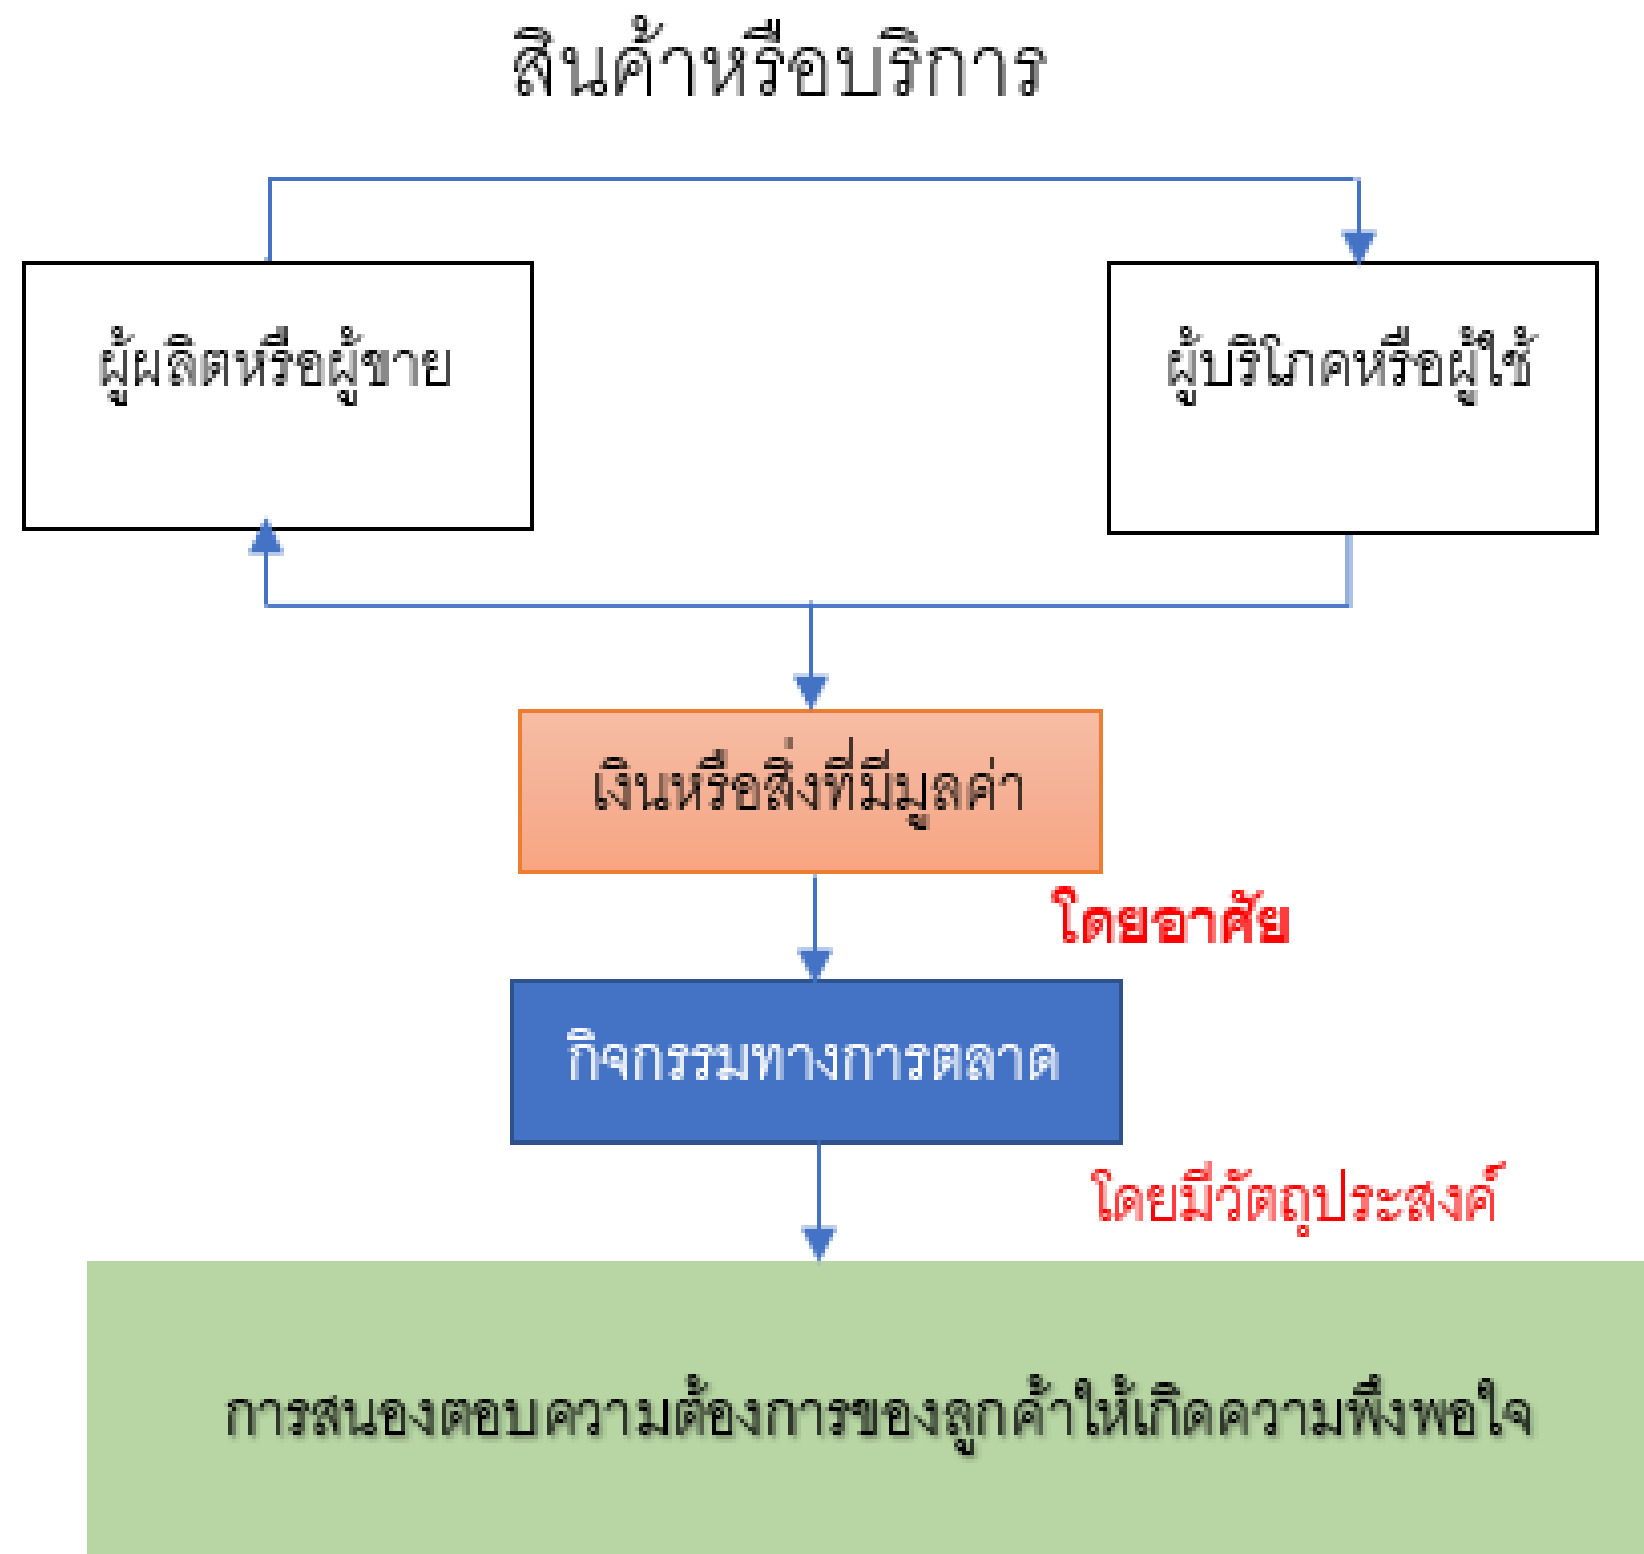 สินค้าหรือบริการ
ผู้ผลิตหรือผู้ขาย
ผู้บริโภคหรือผู้ใช้
เงินหรือสิ่งที่มีมูลค่า
โดยอาศัย
กิจกรรมทางการตลาด
โดยมีวัตถุประสงค์
การสนองตอบความต้องการของลูกค้าให้เกิดความพึงพอใจ